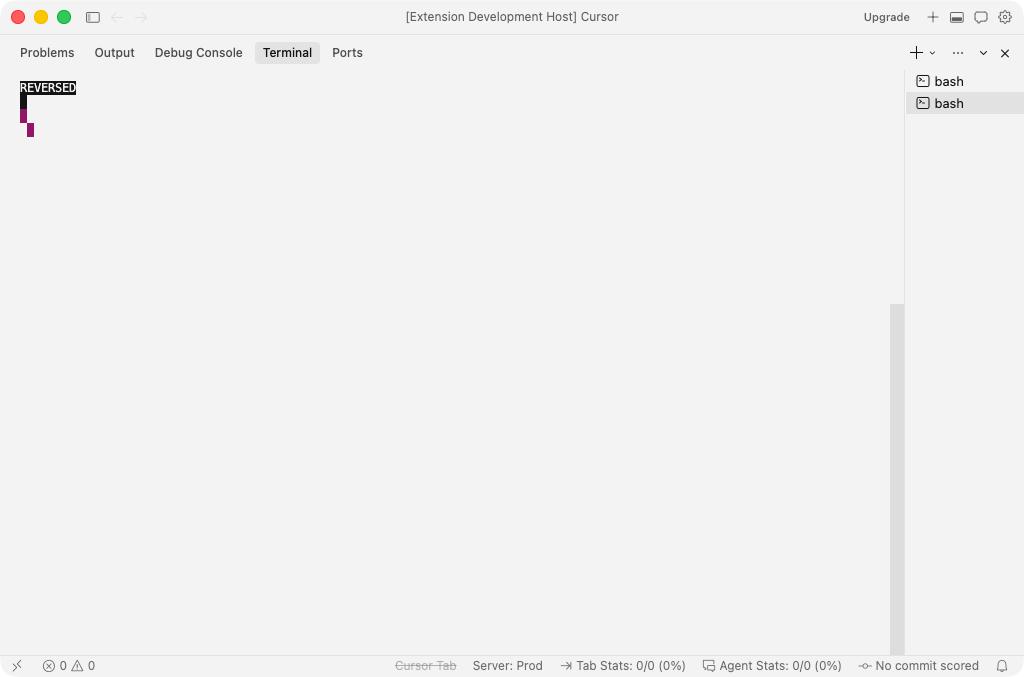 [Extension Development Host] Cursor
Upgrade
Problems Output Debug Console Terminal Ports
REVERSED
bash
bash
0 0 Cursor Tab Server: Prod Tab Stats: 0/0 (0%) Agent Stats: 0/0 (0%) No commit scored